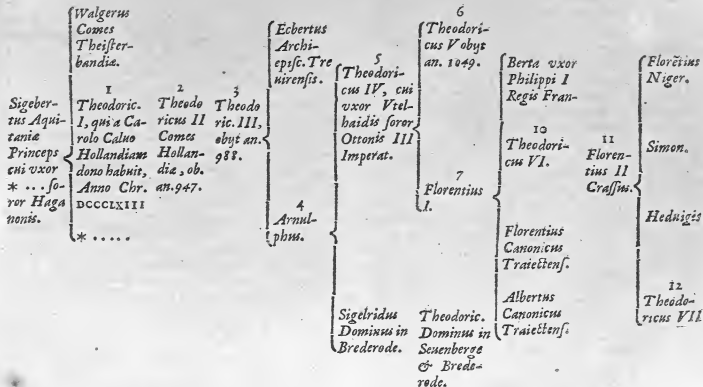 Sigeber-
tus Aqui-
taniæ
Princeps
cui vxor
* ... so-
ror Haga
nonis.
Walgerus
Comes
Theister-
bandiæ.
1
Theodoric.
I, qui a Ca-
rolo Caluo
Hollandiam
dono habuit,
Anno Chr.
DCCCLXIII
* .....
2
Theodo
ricus II
Comes
Hollan-
diæ, ob.
an. 947.
3
Theodo
ric. III,
obyt an.
988.
Ecbertus
Archi-
episc. Tre
uirensis.
4
Arnul-
phus.
5
Theodori-
cus IV, cui
vxor Vtel-
haidis soror
Ottonis III
Imperat.
Sigefridus
Dominus in
Brederode.
6
Theodori-
cus V obyt
an. 1049.
7
Florentius
I.
Theodoric.
Dominus in
Seuenberge
& Brede-
rode.
Berta vxor
Philippi I
Regis Fran-
10
Theodori-
cus VI.
Florentius
Canonicus
Traiectens.
Albertus
Canonicus
Traiectens.
11
Floren-
tius II
Crassus.
Florẽtius
Niger.
Simon.
Heduigis
12
Theodo-
ricus VII